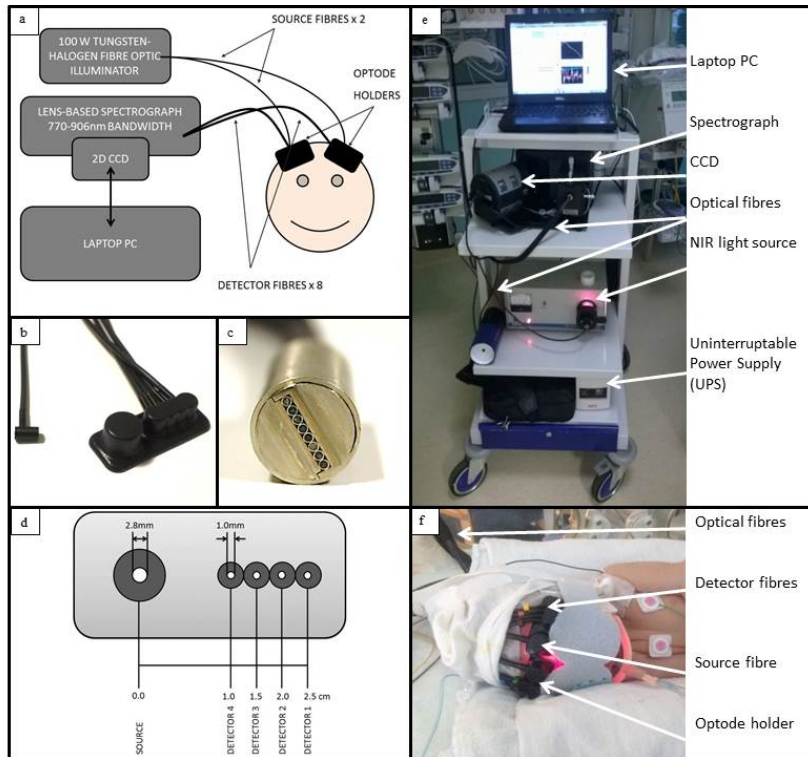 a
100 W TUNGSTEN-
HALOGEN FIBRE OPTIC
ILLUMINATOR
SOURCE FIBRES x 2
OPTODE
HOLDERS
LENS-BASED SPECTROGRAPH
770-906nm BANDWIDTH
2D CCD
LAPTOP PC
DETECTOR FIBRES x 8
b
c
d
2.8mm
1.0mm
0.0
1.0
1.5
2.0
2.5 cm
SOURCE
DETECTOR 4
DETECTOR 3
DETECTOR 2
DETECTOR 1
e
Laptop PC
Spectrograph
CCD
Optical fibres
NIR light source
Uninterruptable
Power Supply
(UPS)
f
Optical fibres
Detector fibres
Source fibre
Optode holder